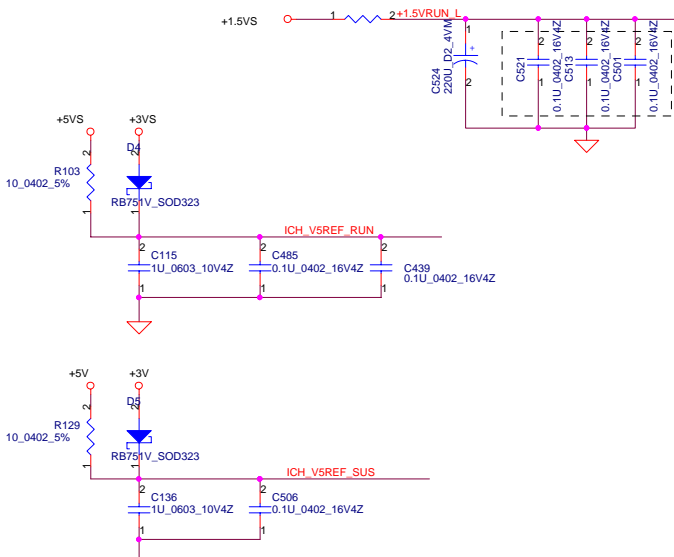 +1.5VS
1
2
+1.5VRUN_L
1
+
2
C524
220U_D2_4VM
2
1
C521
0.1U_0402_16V4Z
2
1
C513
0.1U_0402_16V4Z
2
1
C501
0.1U_0402_16V4Z
+5VS
+3VS
2
R103
10_0402_5%
1
2
D4
RB751V_SOD323
1
ICH_V5REF_RUN
2
C115
1U_0603_10V4Z
1
2
C485
0.1U_0402_16V4Z
1
2
C439
0.1U_0402_16V4Z
1
+5V
+3V
2
R129
10_0402_5%
1
2
D5
RB751V_SOD323
1
ICH_V5REF_SUS
2
C136
1U_0603_10V4Z
1
2
C506
0.1U_0402_16V4Z
1